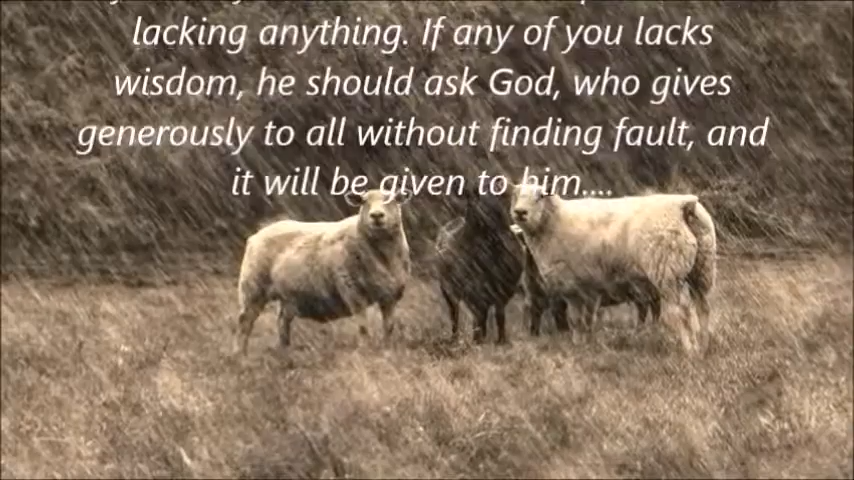 lacking anything. If any of you lacks
wisdom, he should ask God, who gives
generously to all without finding fault, and
it will be given to him....